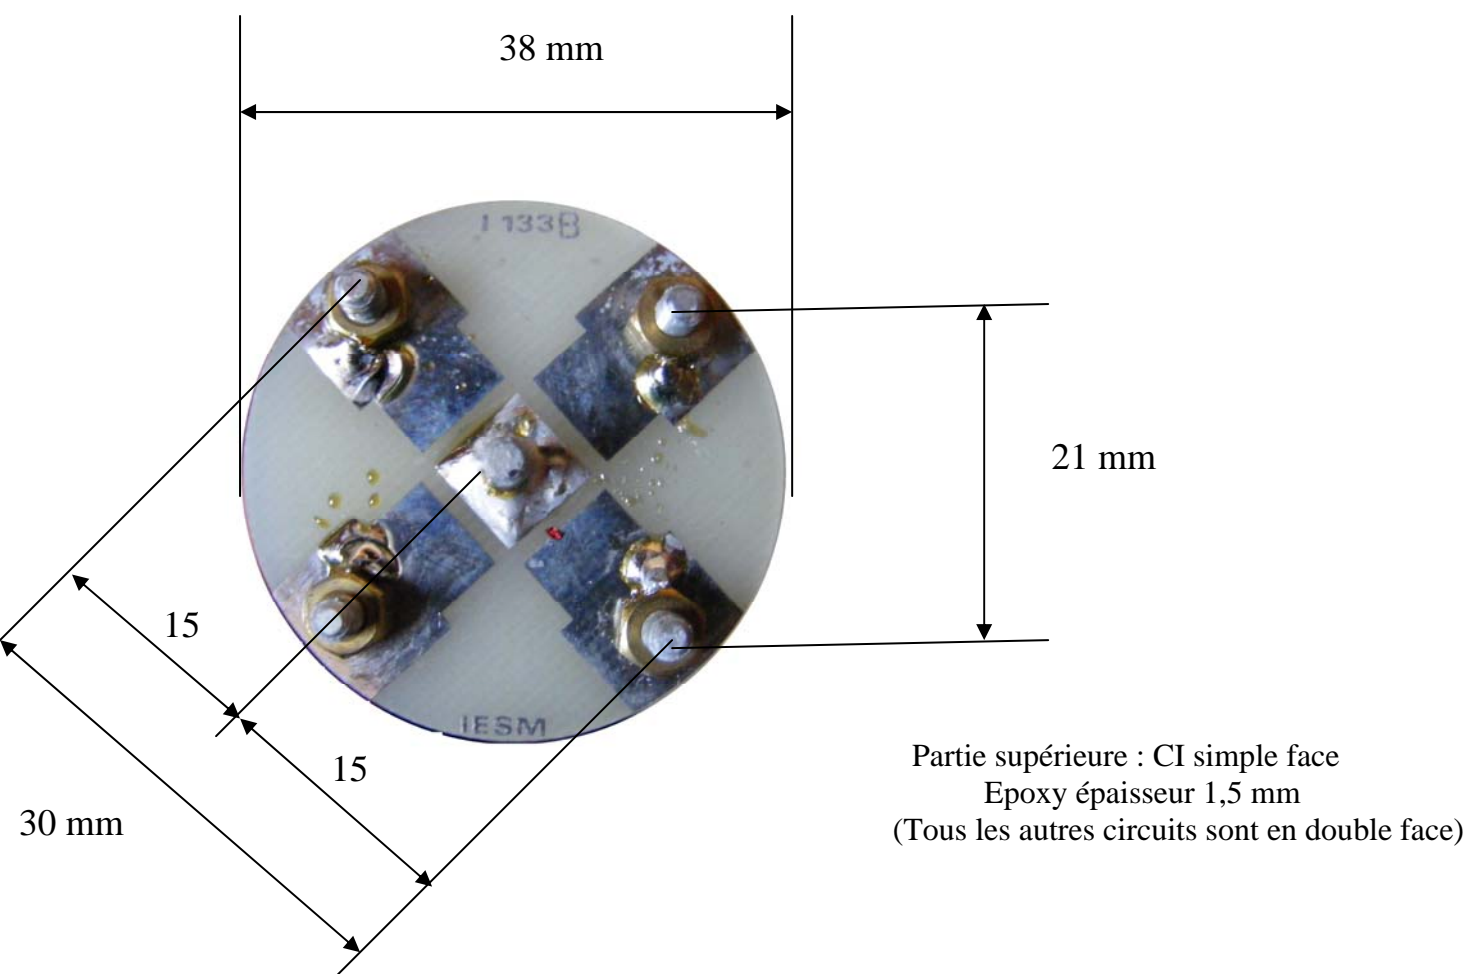 38 mm
I 133B
21 mm
15
IESM
15
30 mm
Partie supérieure : CI simple face
Epoxy épaisseur 1,5 mm
(Tous les autres circuits sont en double face)